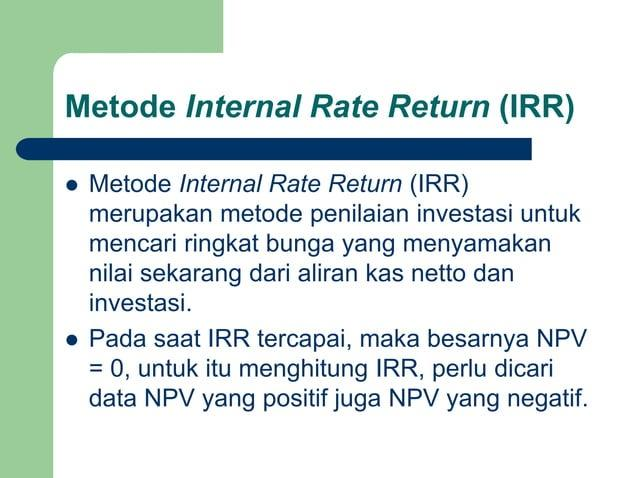 Metode Internal Rate Return (IRR)
● Metode Internal Rate Return (IRR)
merupakan metode penilaian investasi untuk
mencari ringkat bunga yang menyamakan
nilai sekarang dari aliran kas netto dan
investasi.
● Pada saat IRR tercapai, maka besarnya NPV
= 0, untuk itu menghitung IRR, perlu dicari
data NPV yang positif juga NPV yang negatif.